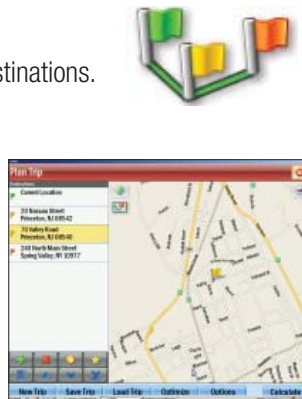 stinations.
Plan Trip
Current Location
20 Nassau Street
Princeton, NJ 08542
70 Valley Road
Princeton, NJ 08540
240 North Main Street
Spring Valley, NY 10977
New Trip
Save Trip
Load Trip
Optimize
Options
Calculate